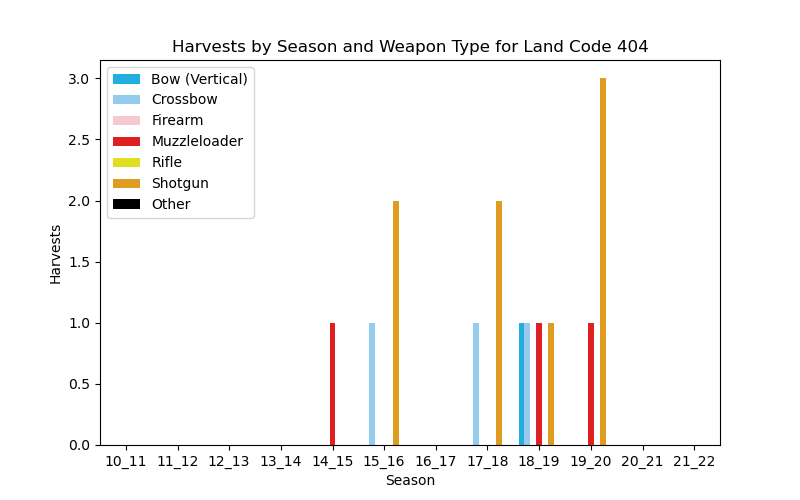 Harvests by Season and Weapon Type for Land Code 404
Bow (Vertical)
Crossbow
Firearm
Muzzleloader
Rifle
Shotgun
Other
3.0
2.5
2.0
1.5
1.0
0.5
0.0
Harvests
10_11 11_12 12_13 13_14 14_15 15_16 16_17 17_18 18_19 19_20 20_21 21_22
Season